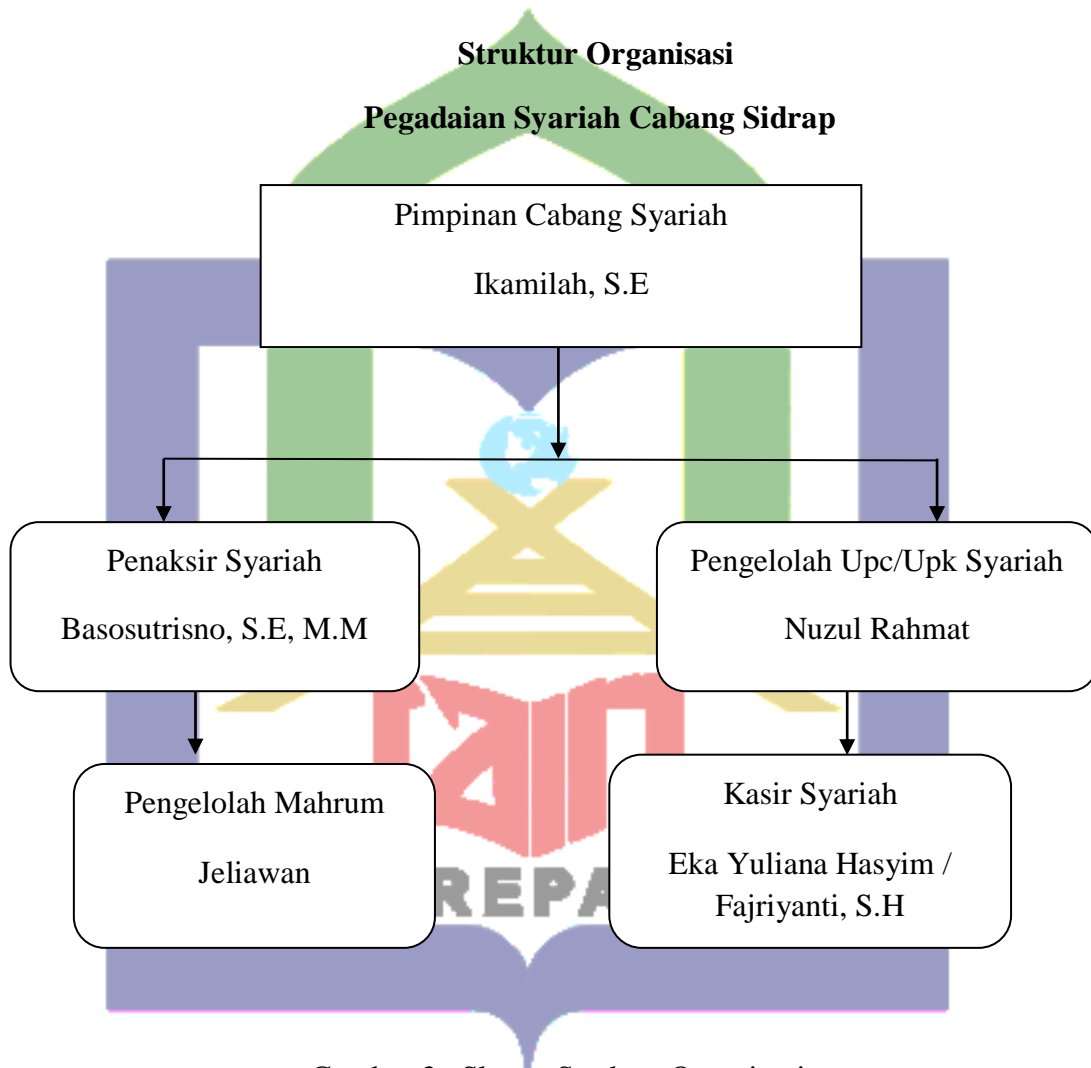 Struktur Organisasi
Pegadaian Syariah Cabang Sidrap
Pimpinan Cabang Syariah
Ikamilah, S.E
Penaksir Syariah
Basosutrisno, S.E, M.M
Pengelolah Upc/Upk Syariah
Nuzul Rahmat
Pengelolah Mahrum
Jeliawan
Kasir Syariah
Eka Yuliana Hasyim /
Fajriyanti, S.H